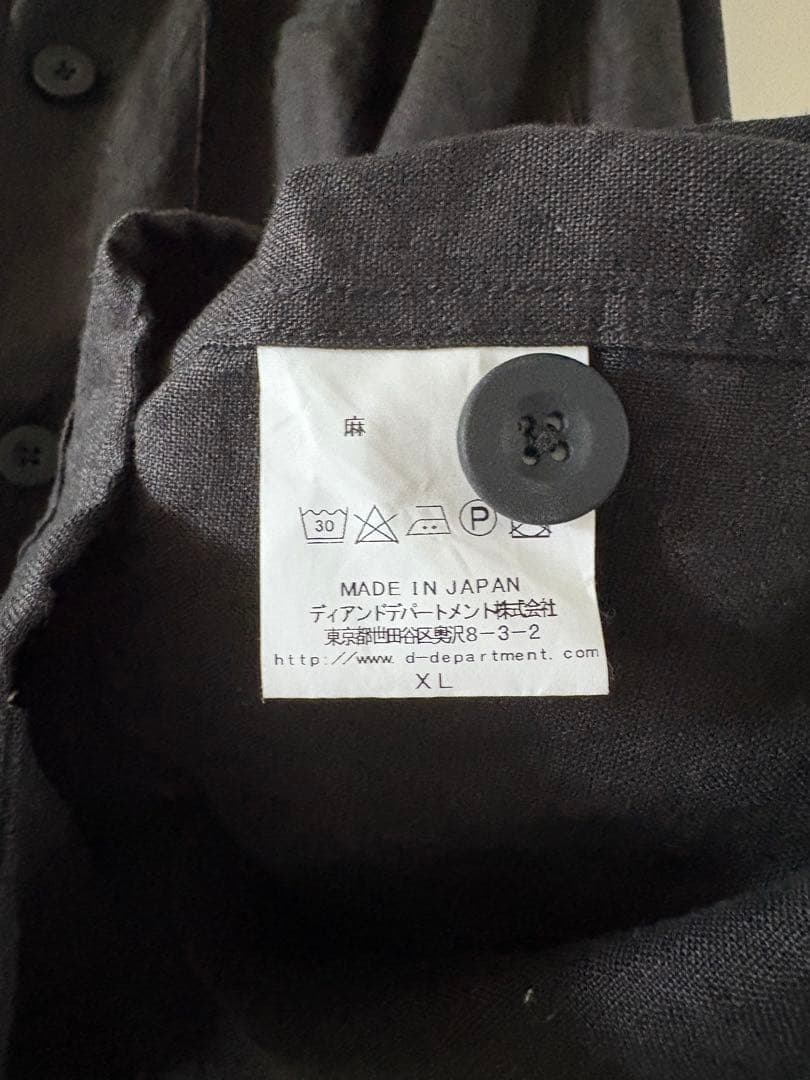 麻
30
P
MADE IN JAPAN
ディアンドデパートメント株式会社
東京都世田谷区奥沢8-3-2
http://www. d-department. com
XL